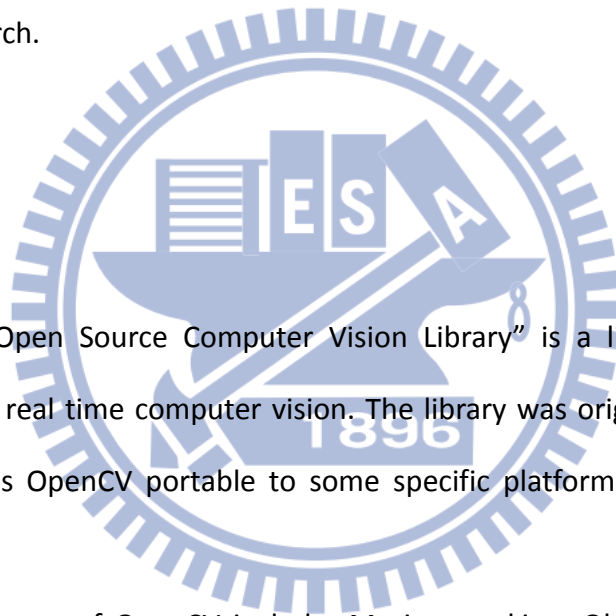 rch.
E S A
Open Source Computer Vision Library” is a l
real time computer vision. The library was orig
1896
s OpenCV portable to some specific platform